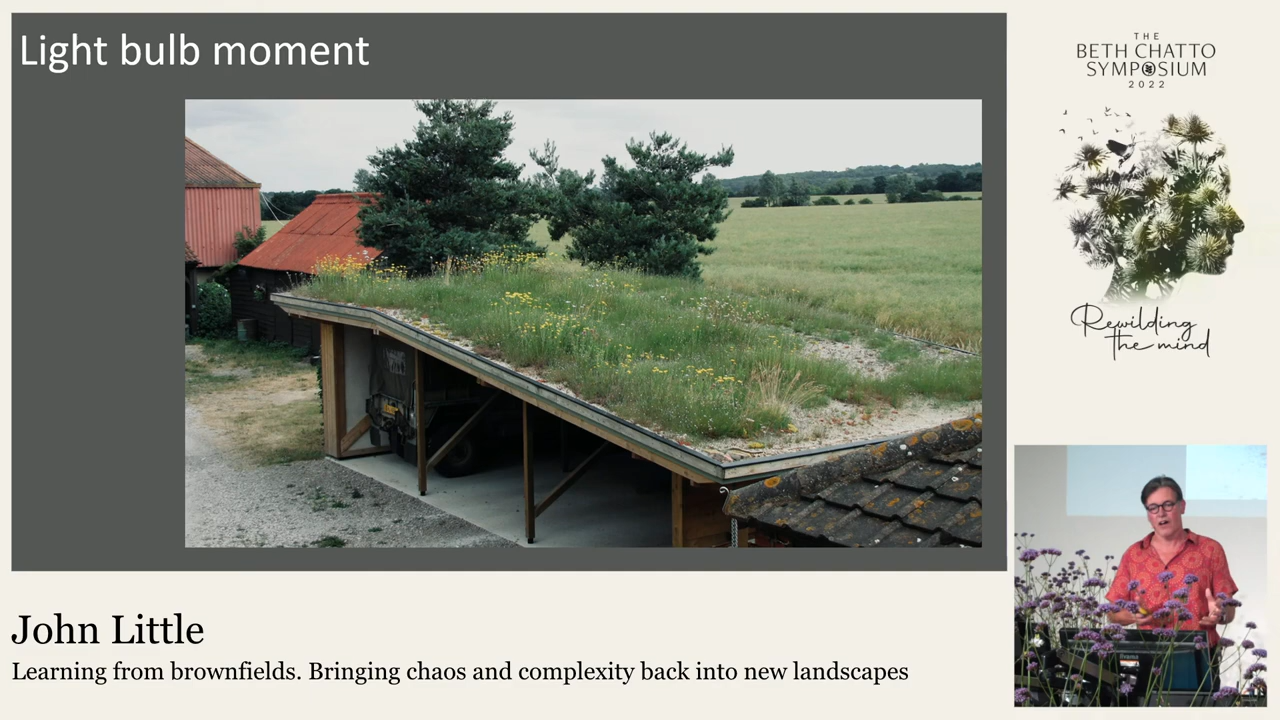 Light bulb moment
THE
BETH CHATTO
SYMPOSIUM
2022
Rewilding
the mind
John Little
Learning from brownfields. Bringing chaos and complexity back into new landscapes